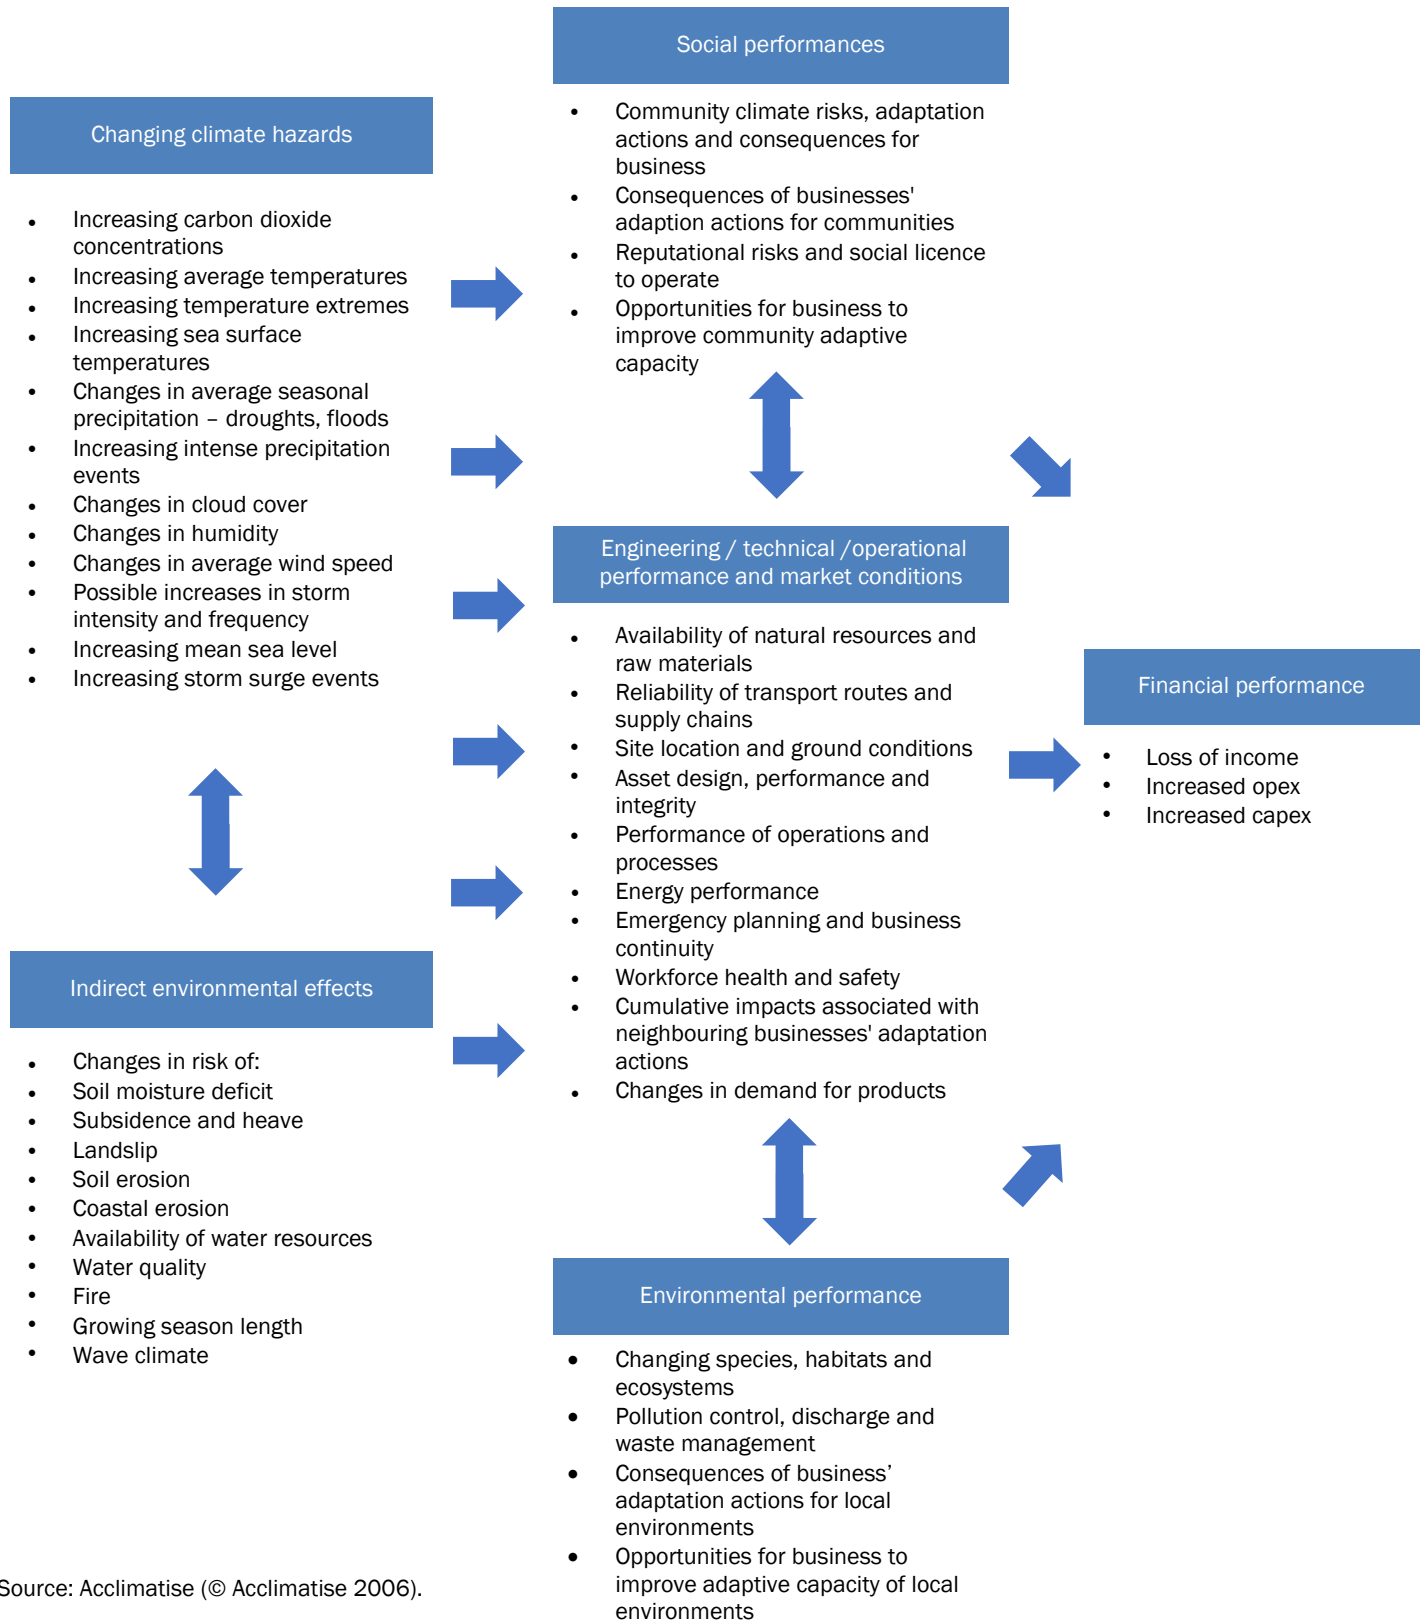 Changing climate hazards
• Increasing carbon dioxide
concentrations
• Increasing average temperatures
• Increasing temperature extremes
• Increasing sea surface
temperatures
• Changes in average seasonal
precipitation – droughts, floods
• Increasing intense precipitation
events
• Changes in cloud cover
• Changes in humidity
• Changes in average wind speed
• Possible increases in storm
intensity and frequency
• Increasing mean sea level
• Increasing storm surge events
Indirect environmental effects
• Changes in risk of:
• Soil moisture deficit
• Subsidence and heave
• Landslip
• Soil erosion
• Coastal erosion
• Availability of water resources
• Water quality
• Fire
• Growing season length
• Wave climate
Social performances
• Community climate risks, adaptation
actions and consequences for
business
• Consequences of businesses'
adaption actions for communities
• Reputational risks and social licence
to operate
• Opportunities for business to
improve community adaptive
capacity
Engineering / technical /operational
performance and market conditions
• Availability of natural resources and
raw materials
• Reliability of transport routes and
supply chains
• Site location and ground conditions
• Asset design, performance and
integrity
• Performance of operations and
processes
• Energy performance
• Emergency planning and business
continuity
• Workforce health and safety
• Cumulative impacts associated with
neighbouring businesses' adaptation
actions
• Changes in demand for products
Environmental performance
• Changing species, habitats and
ecosystems
• Pollution control, discharge and
waste management
• Consequences of business’
adaptation actions for local
environments
• Opportunities for business to
improve adaptive capacity of local
environments
Financial performance
• Loss of income
• Increased opex
• Increased capex
Source: Acclimatise (© Acclimatise 2006).